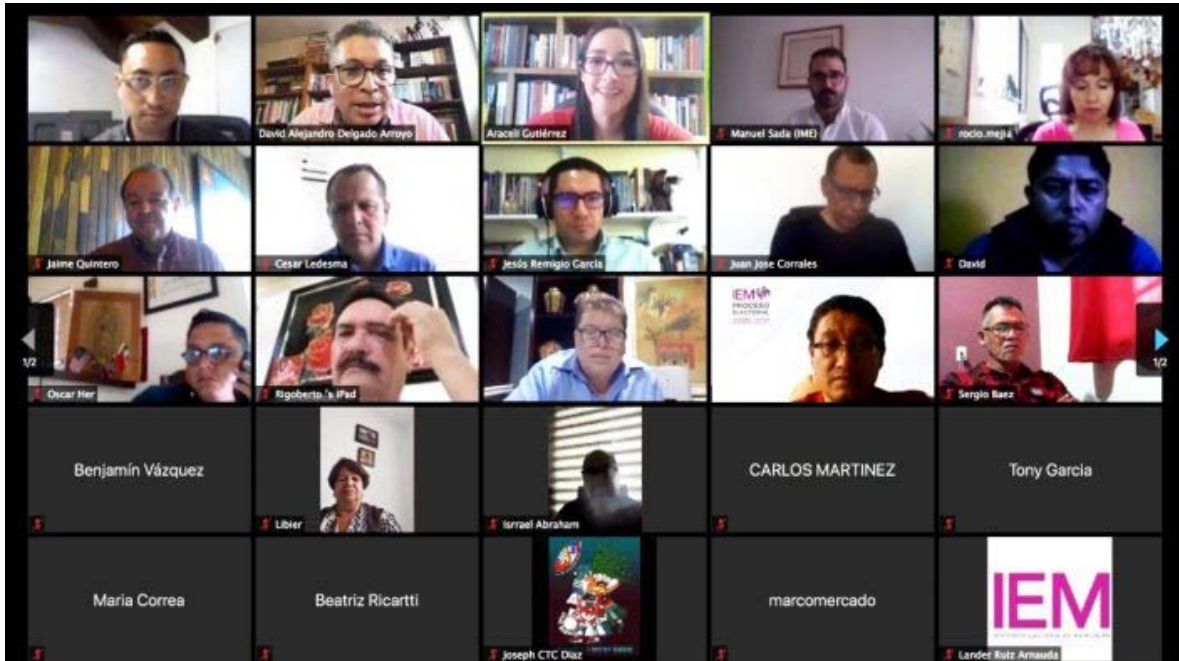 David Alejandro Delgado Arroyo
Araceli Gutiérrez
Manuel Sada (IME)
rocio.mejia
Jaime Quintero
Cesar Ledesma
Jesús Remigio García
Juan Jose Corrales
David
1/2
Oscar Her
Rigoberto 's iPad
IEM
PROCESO
ELECTORAL
1/2
Sergio Baez
Benjamín Vázquez
Libier
Isrrael Abraham
CARLOS MARTINEZ
Tony Garcia
Maria Correa
Beatriz Ricartti
Joseph CTC Diaz
marcomercado
IEM
Lander Ruiz Arnauda